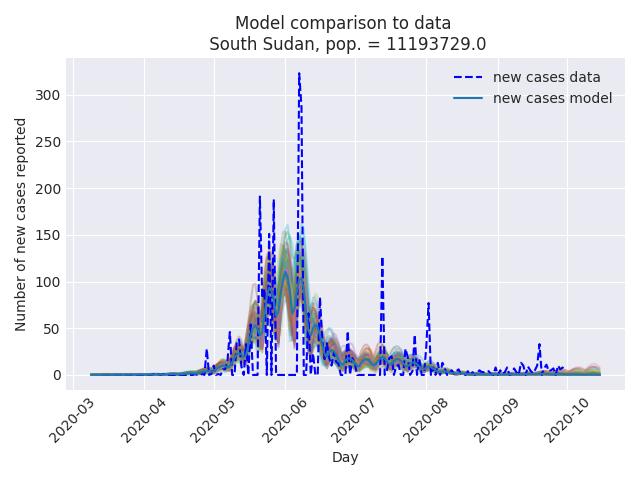 Model comparison to data
South Sudan, pop. = 11193729.0
new cases data
new cases model
Number of new cases reported
300
250
200
150
100
50
0
2020-03
2020-04
2020-05
2020-06
2020-07
2020-08
2020-09
2020-10
Day